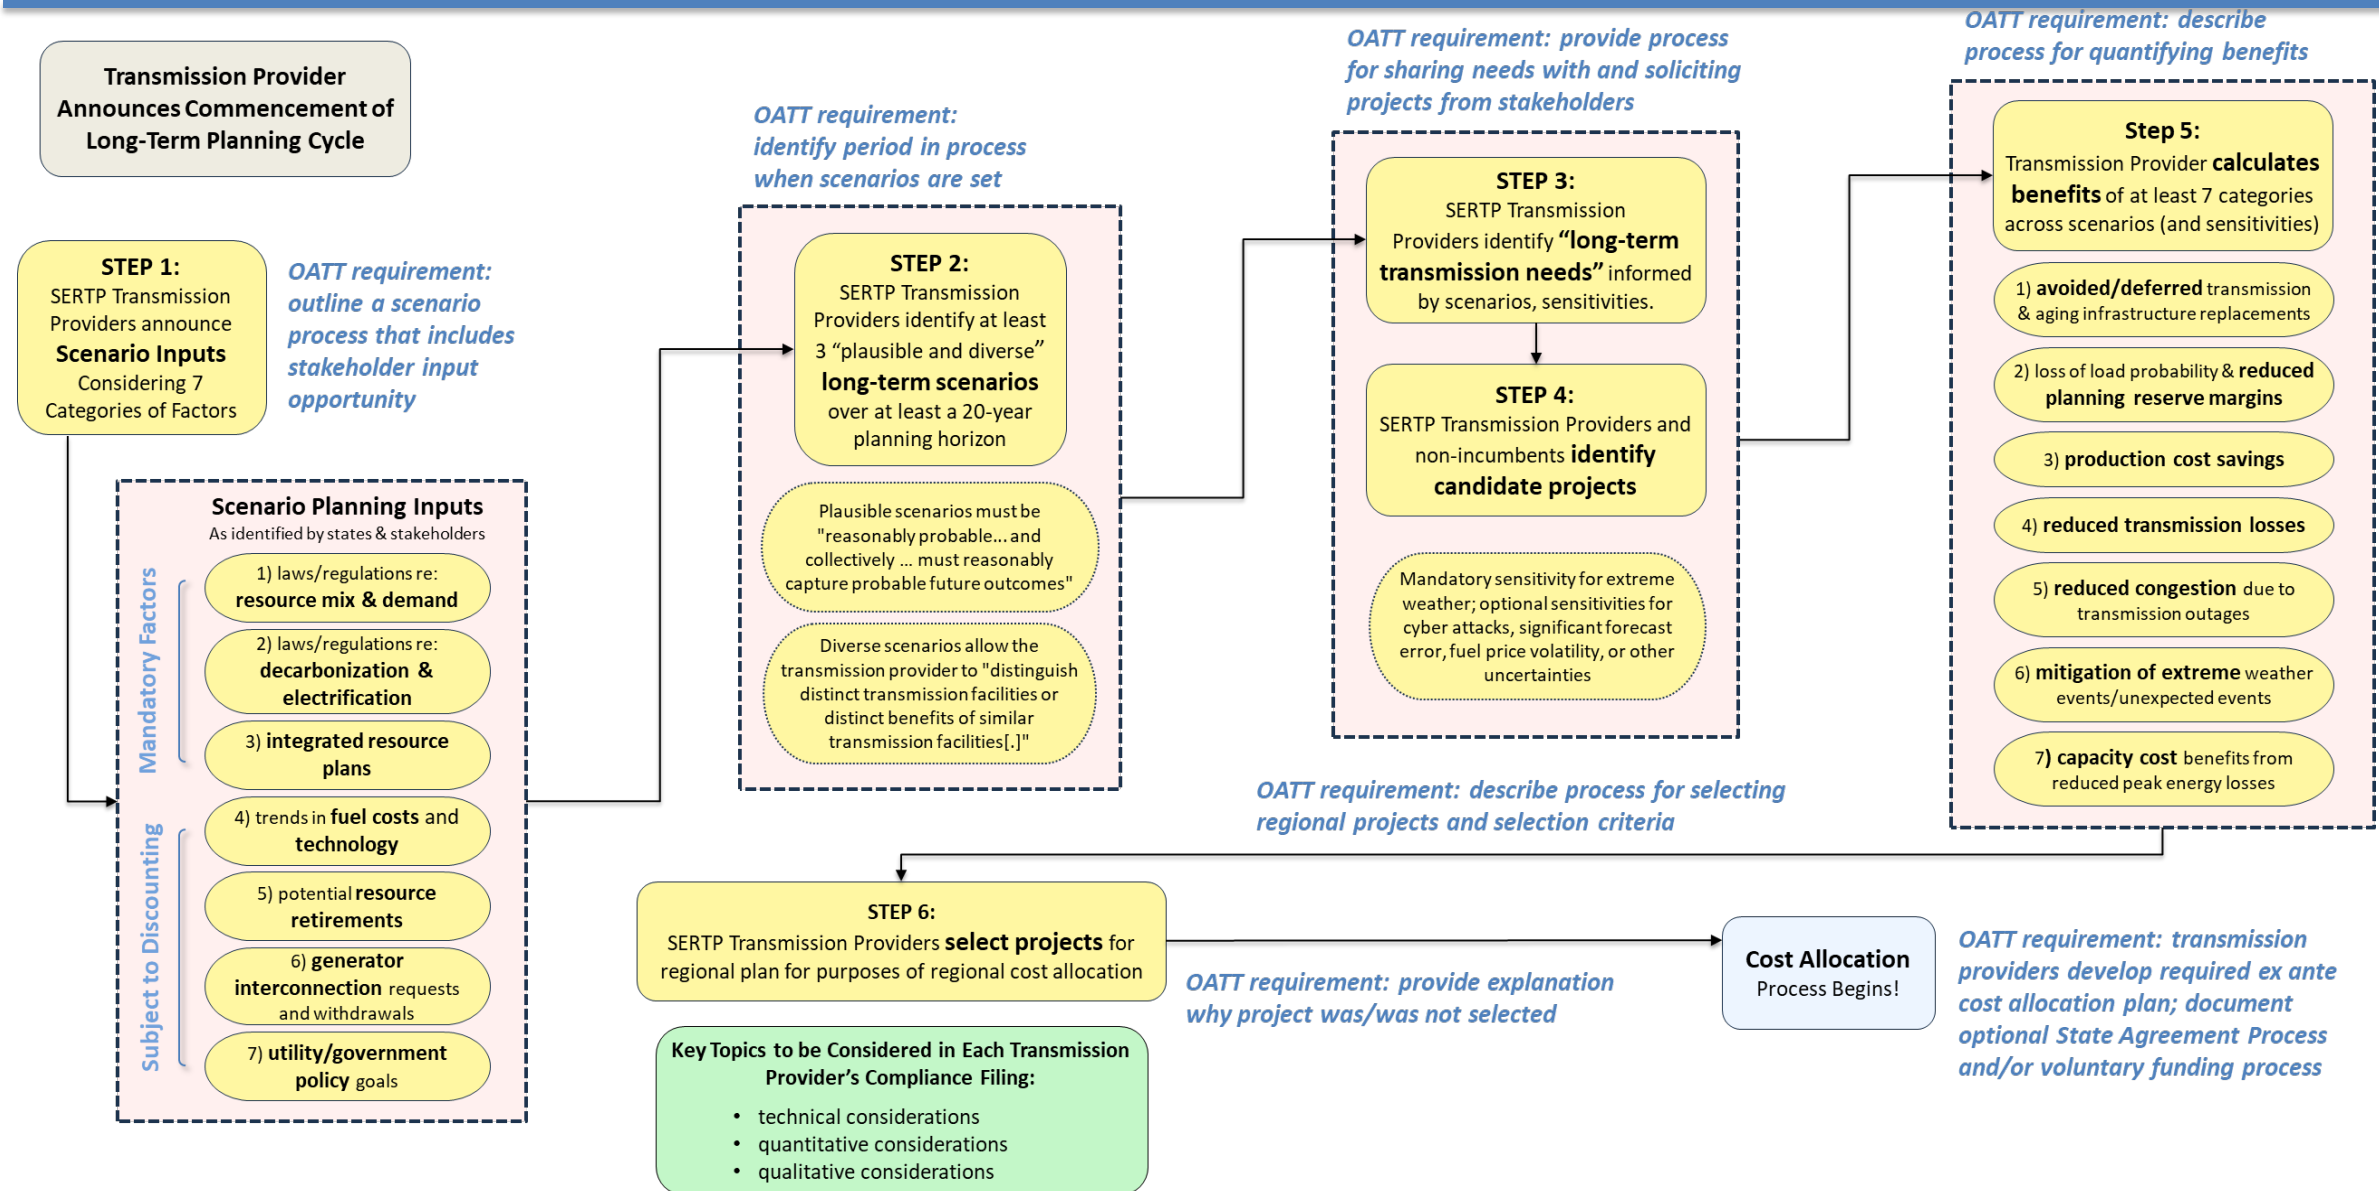 Transmission Provider
Announces Commencement of
Long-Term Planning Cycle
STEP 1:
SERTP Transmission
Providers announce
Scenario Inputs
Considering 7
Categories of Factors
OATT requirement:
outline a scenario
process that includes
stakeholder input
opportunity
Scenario Planning Inputs
As identified by states & stakeholders
Mandatory Factors
1) laws/regulations re:
resource mix & demand
2) laws/regulations re:
decarbonization &
electrification
3) integrated resource
plans
Subject to Discounting
4) trends in fuel costs and
technology
5) potential resource
retirements
6) generator
interconnection requests
and withdrawals
7) utility/government
policy goals
OATT requirement:
identify period in process
when scenarios are set
STEP 2:
SERTP Transmission
Providers identify at least
3 “plausible and diverse”
long-term scenarios
over at least a 20-year
planning horizon
Plausible scenarios must be
"reasonably probable... and
collectively ... must reasonably
capture probable future outcomes"
Diverse scenarios allow the
transmission provider to "distinguish
distinct transmission facilities or
distinct benefits of similar
transmission facilities[.]"
OATT requirement: provide process
for sharing needs with and soliciting
projects from stakeholders
STEP 3:
SERTP Transmission
Providers identify “long-term
transmission needs” informed
by scenarios, sensitivities.
STEP 4:
SERTP Transmission Providers and
non-incumbents identify
candidate projects
Mandatory sensitivity for extreme
weather; optional sensitivities for
cyber attacks, significant forecast
error, fuel price volatility, or other
uncertainties
OATT requirement: describe
process for quantifying benefits
Step 5:
Transmission Provider calculates
benefits of at least 7 categories
across scenarios (and sensitivities)
1) avoided/deferred transmission
& aging infrastructure replacements
2) loss of load probability & reduced
planning reserve margins
3) production cost savings
4) reduced transmission losses
5) reduced congestion due to
transmission outages
6) mitigation of extreme weather
events/unexpected events
7) capacity cost benefits from
reduced peak energy losses
OATT requirement: describe process for selecting
regional projects and selection criteria
STEP 6:
SERTP Transmission Providers select projects for
regional plan for purposes of regional cost allocation
OATT requirement: provide explanation
why project was/was not selected
Key Topics to be Considered in Each Transmission
Provider’s Compliance Filing:
• technical considerations
• quantitative considerations
• qualitative considerations
Cost Allocation
Process Begins!
OATT requirement: transmission
providers develop required ex ante
cost allocation plan; document
optional State Agreement Process
and/or voluntary funding process